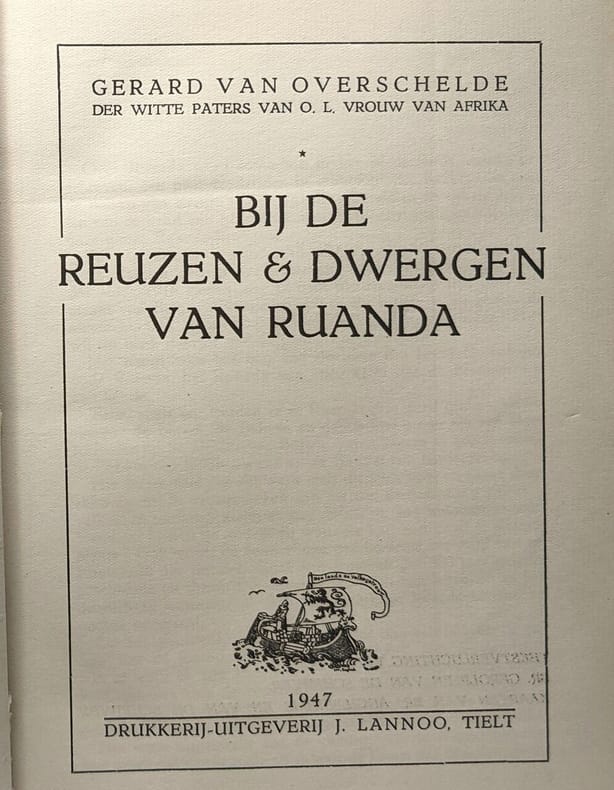 GERARD VAN OVERSCHELDE
DER WITTE PATERS VAN O. L. VROUW VAN AFRIKA
BIJ DE
REUZEN & DWERGEN
VAN RUANDA
1947
DRUKKERIJ-UITGEVERIJ J. LANNOO, TIELT